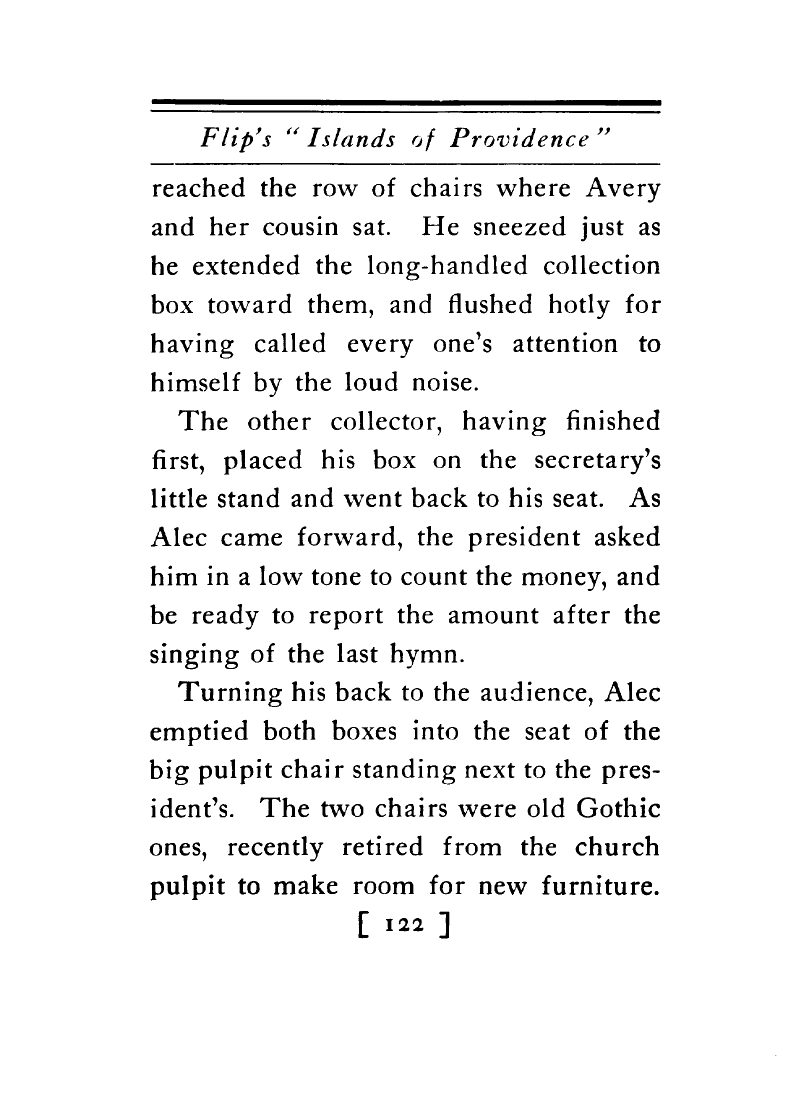 Flip's “Islands of Providence”
reached the row of chairs where Avery
and her cousin sat. He sneezed just as
he extended the long-handled collection
box toward them, and flushed hotly for
having called every one's attention to
himself by the loud noise.
The other collector, having finished
first, placed his box on the secretary's
little stand and went back to his seat. As
Alec came forward, the president asked
him in a low tone to count the money, and
be ready to report the amount after the
singing of the last hymn.
Turning his back to the audience, Alec
emptied both boxes into the seat of the
big pulpit chair standing next to the pres-
ident's. The two chairs were old Gothic
ones, recently retired from the church
pulpit to make room for new furniture.
[ 122 ]